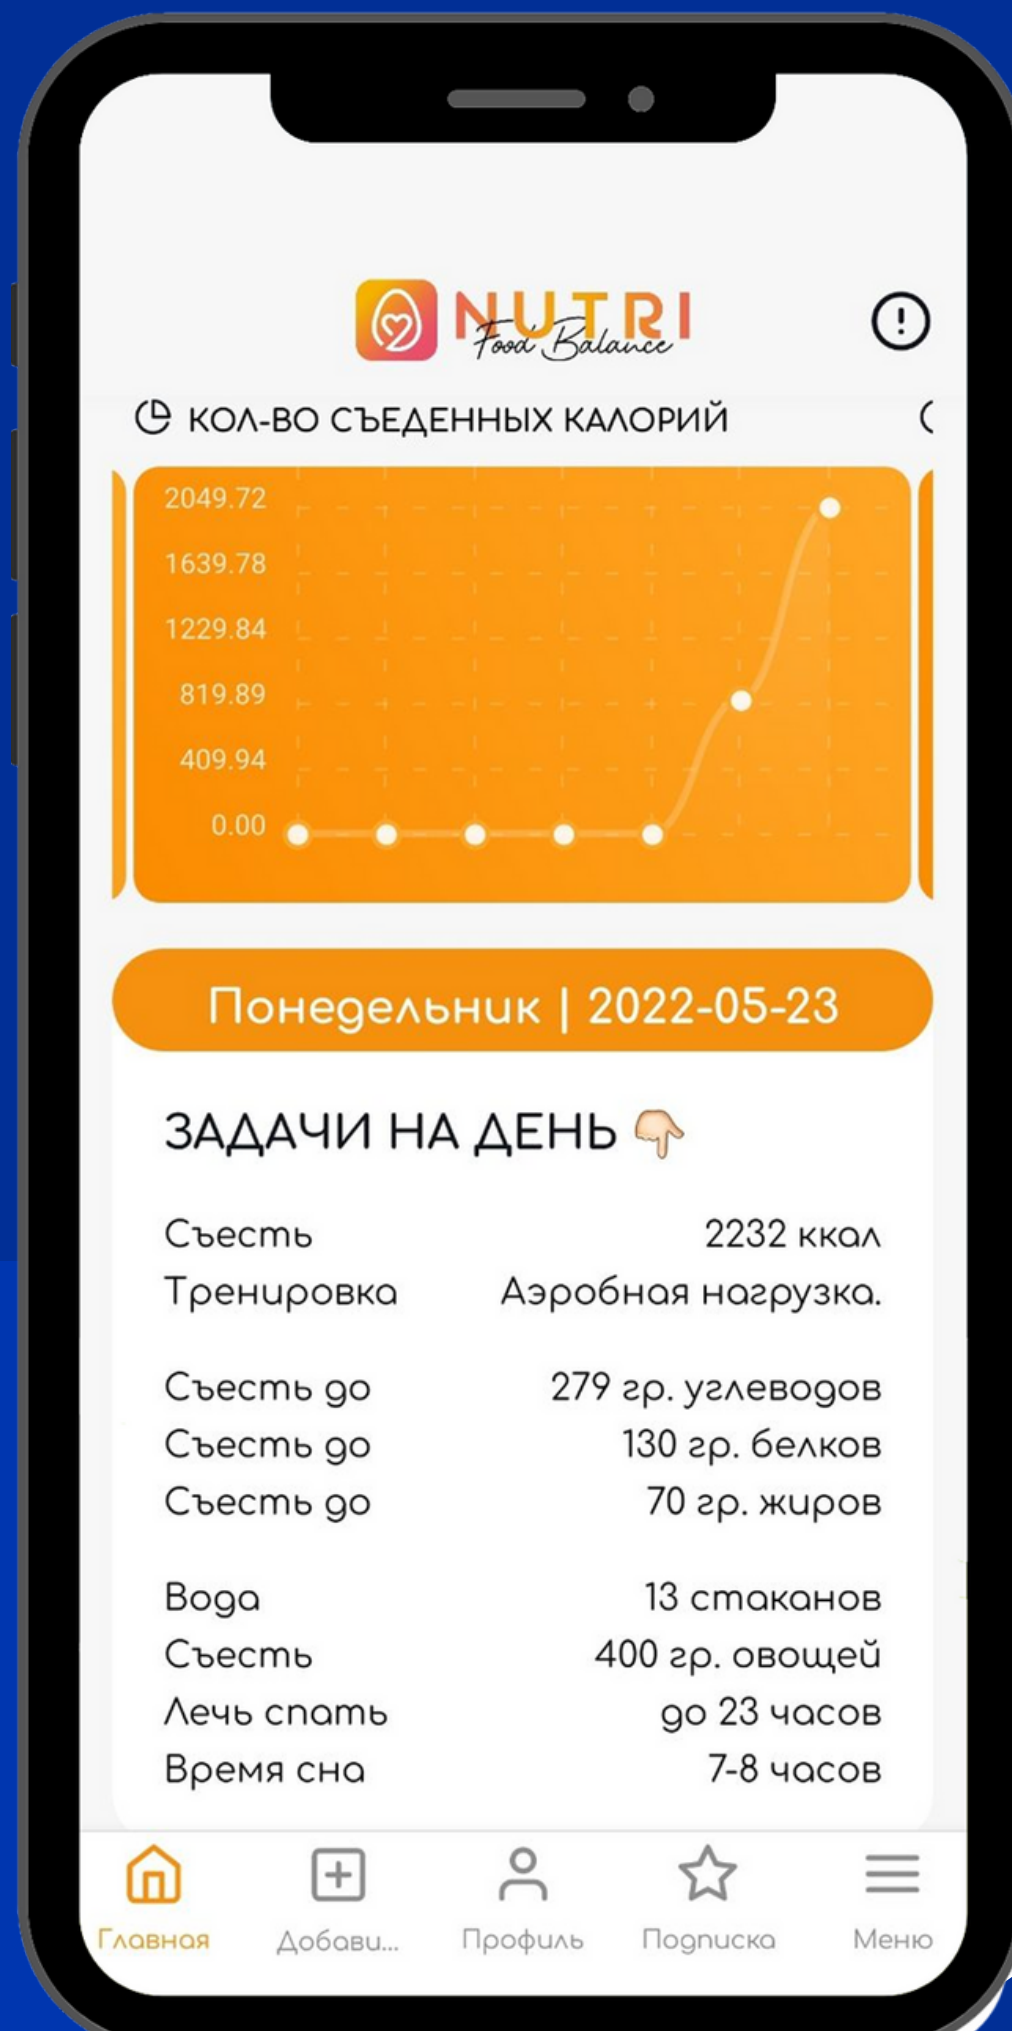 NUTRI
Food Balance
КОЛ-ВО СЪЕДЕННЫХ КАЛОРИЙ
2049.72
1639.78
1229.84
819.89
409.94
0.00
Понедельник | 2022-05-23
ЗАДАЧИ НА ДЕНЬ 👇🏻
Съесть 2232 ккал
Тренировка Аэробная нагрузка.
Съесть до 279 гр. углеводов
Съесть до 130 гр. белков
Съесть до 70 гр. жиров
Вода 13 стаканов
Съесть 400 гр. овощей
Лечь спать до 23 часов
Время сна 7-8 часов
Главная Добави... Профиль Подписка Меню